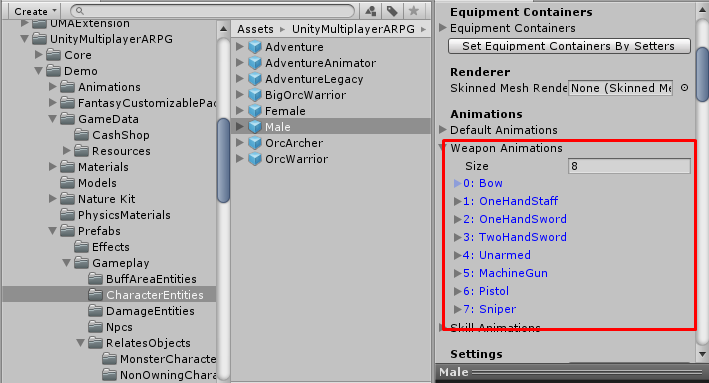 Create
UMAExtension
UnityMultiplayerARPG
Core
Demo
Animations
FantasyCustomizablePac
GameData
CashShop
Resources
Materials
Models
Nature Kit
PhysicsMaterials
Prefabs
Effects
Gameplay
BuffAreaEntities
CharacterEntities
DamageEntities
Npcs
RelatesObjects
MonsterCharacte
NonOwningChara
Assets UnityMultiplayerARPG
Adventure
AdventureAnimator
AdventureLegacy
BigOrcWarrior
Female
Male
OrcArcher
OrcWarrior
Equipment Containers
Equipment Containers
Set Equipment Containers By Setters
Renderer
Skinned Mesh Rende None (Skinned Me
Animations
Default Animations
Weapon Animations
Size 8
0: Bow
1: OneHandStaff
2: OneHandSword
3: TwoHandSword
4: Unarmed
5: MachineGun
6: Pistol
7: Sniper
Skill Animations
Settings
Male